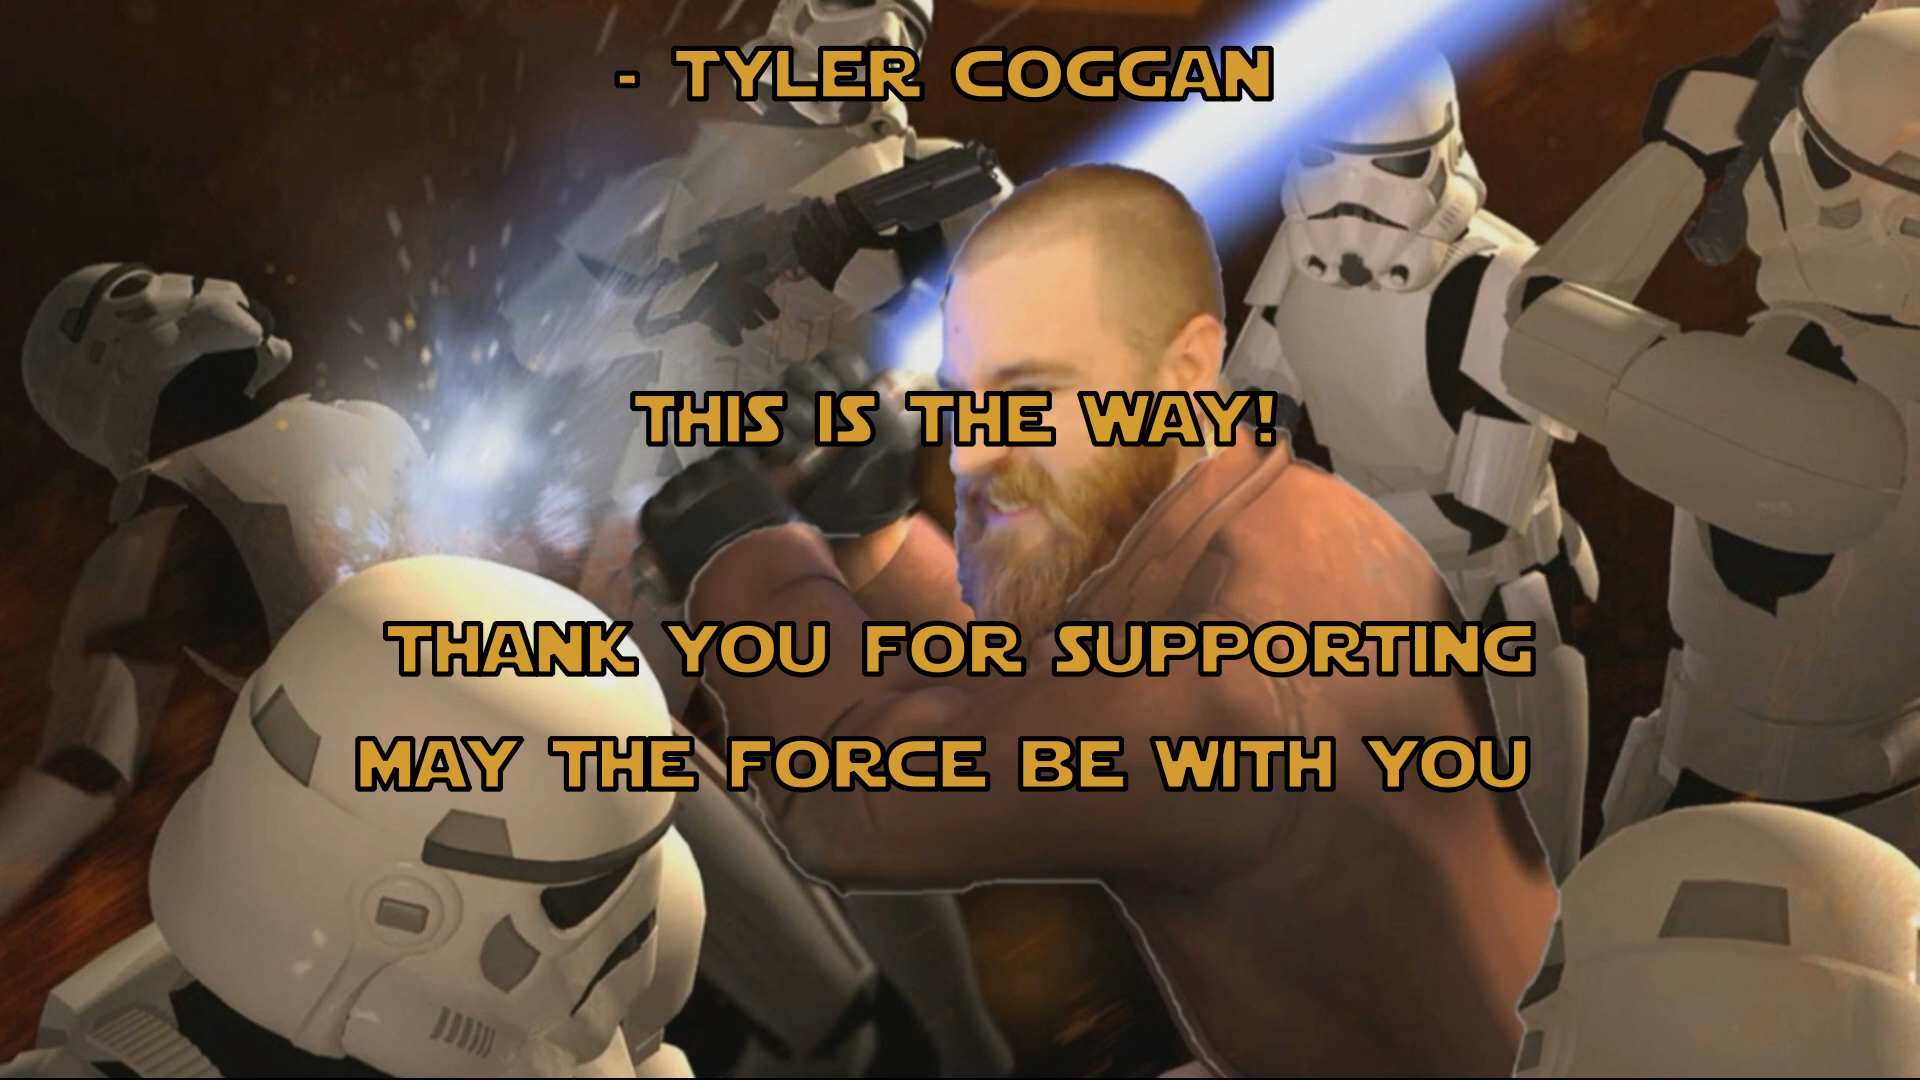 - TYLER COGGAN
THIS IS THE WAY!
THANK YOU FOR SUPPORTING
MAY THE FORCE BE WITH YOU